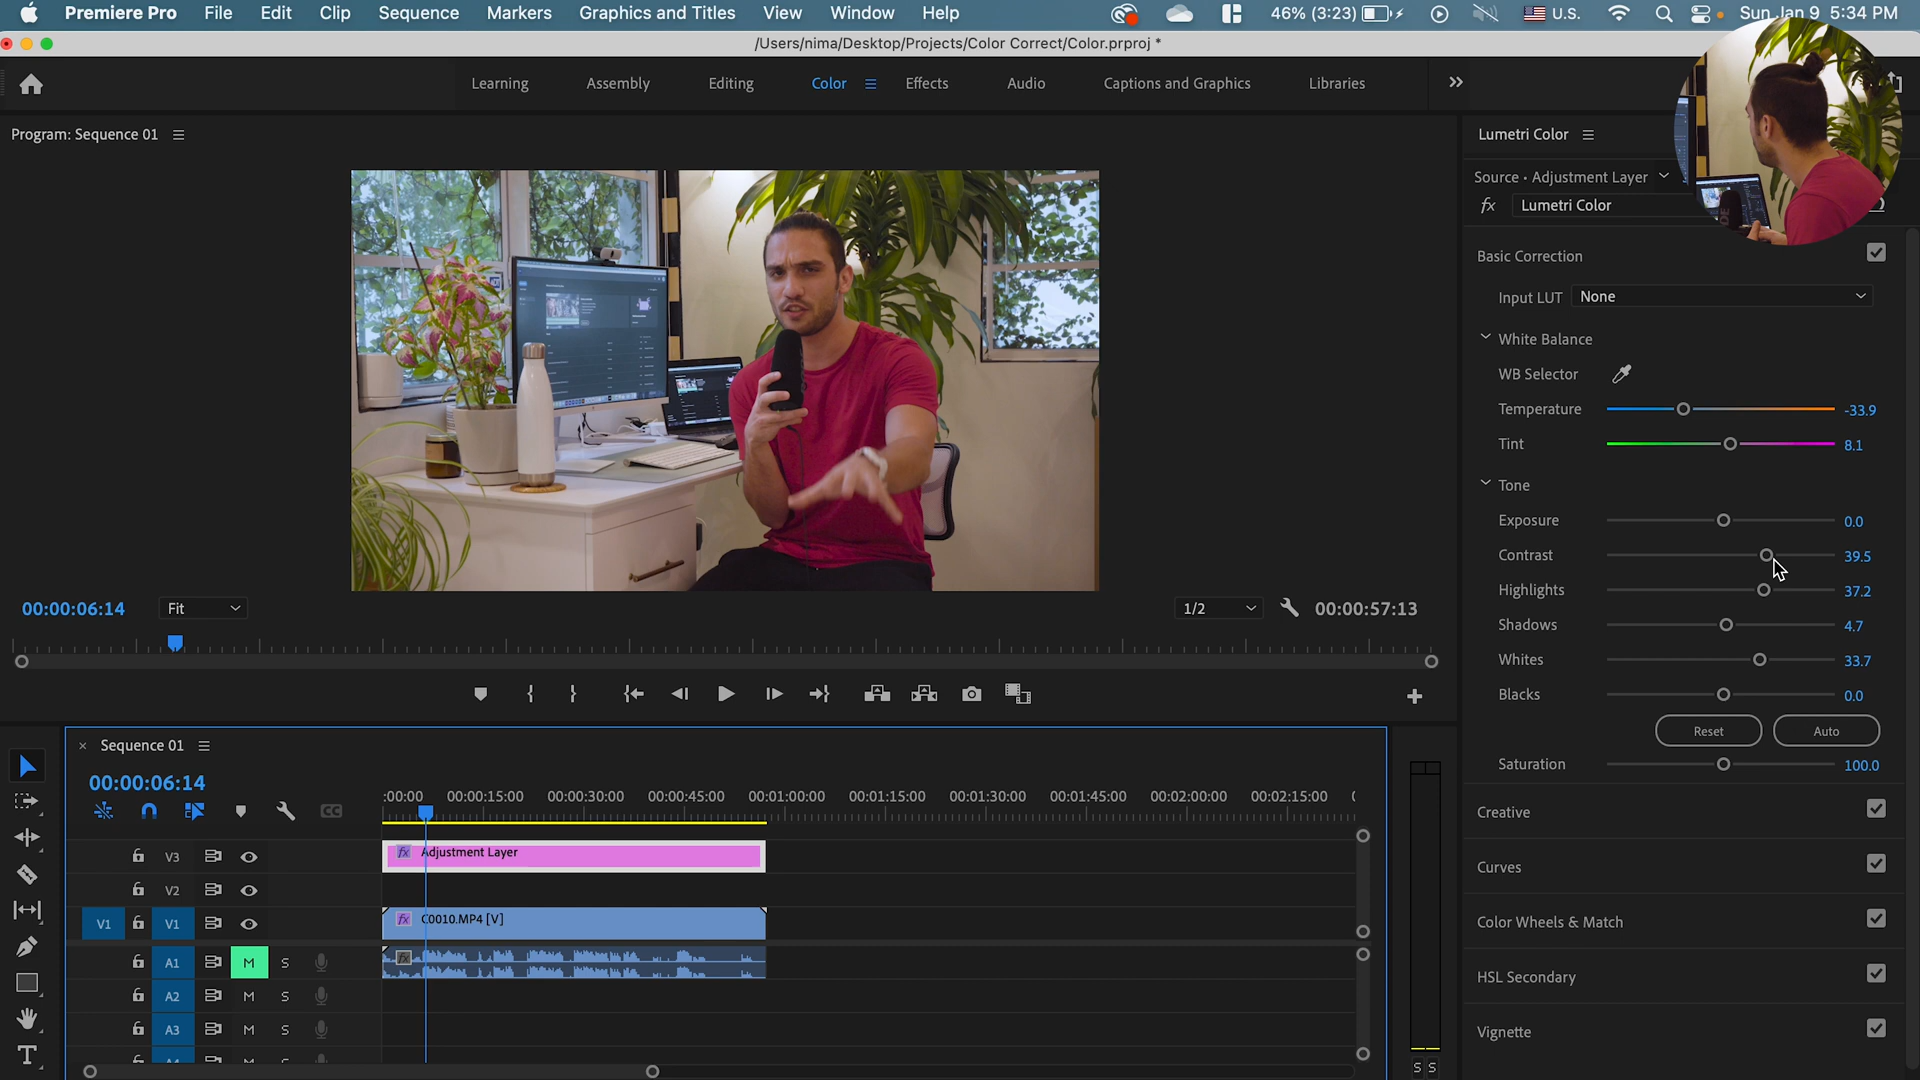 Premiere Pro File Edit Clip Sequence Markers Graphics and Titles View Window Help 46% (3:23) U.S. Sun Jan 9 5:34 PM
/Users/nima/Desktop/Projects/Color Correct/Color.prproj *
Learning Assembly Editing Color Effects Audio Captions and Graphics Libraries
Program: Sequence 01
Lumetri Color
Source • Adjustment Layer
fx Lumetri Color
Basic Correction
Input LUT None
White Balance
WB Selector
Temperature -33.9
Tint 8.1
Tone
Exposure 0.0
Contrast 39.5
Highlights 37.2
Shadows 4.7
Whites 33.7
Blacks 0.0
Reset Auto
Saturation 100.0
Creative
Curves
Color Wheels & Match
HSL Secondary
Vignette
00:00:06:14 Fit 1/2 00:00:57:13
× Sequence 01
00:00:06:14
:00:00 00:00:15:00 00:00:30:00 00:00:45:00 00:01:00:00 00:01:15:00 00:01:30:00 00:01:45:00 00:02:00:00 00:02:15:00
V3 fx Adjustment Layer
V2
V1 V1 fx C0010.MP4 [V]
A1 M S fx
A2 M S
A3 M S
S S